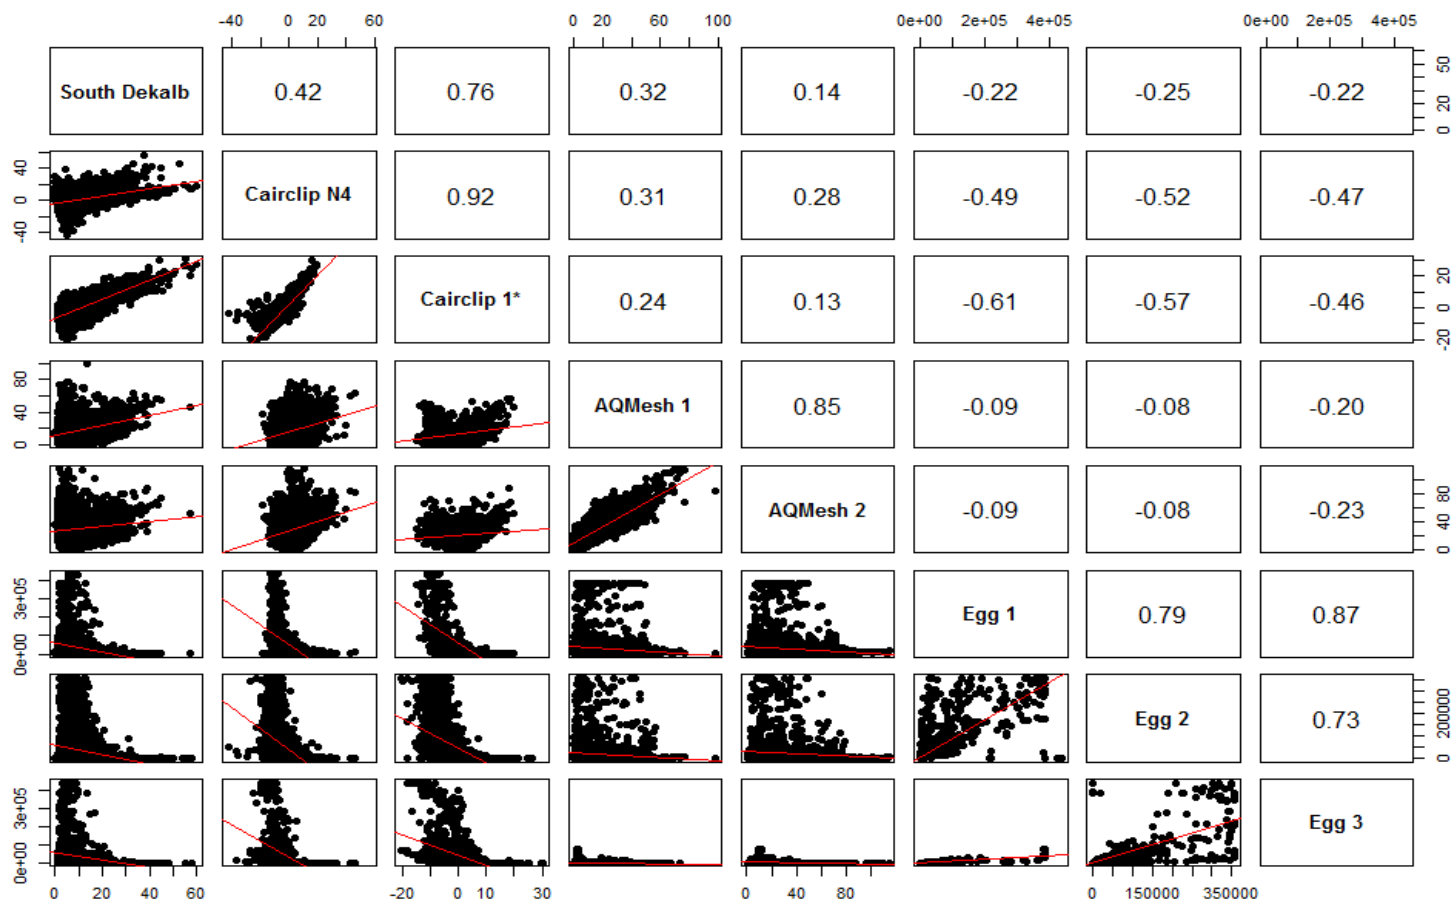 -40 0 20 60 0 20 60 100 0e+00 2e+05 4e+05 0e+00 2e+05 4e+05
South Dekalb 0.42 0.76 0.32 0.14 -0.22 -0.25 -0.22 0 20 50
-40 0 40 Cairclip N4 0.92 0.31 0.28 -0.49 -0.52 -0.47
Cairclip 1* 0.24 0.13 -0.61 -0.57 -0.46 -20 0 20
0 40 80 AQMesh 1 0.85 -0.09 -0.08 -0.20
AQMesh 2 -0.09 -0.08 -0.23 0 40 80
0e+00 3e+05 Egg 1 0.79 0.87
Egg 2 0.73 0 200000
0e+00 3e+05 Egg 3
0 20 40 60 -20 0 10 30 0 40 80 0 150000 350000